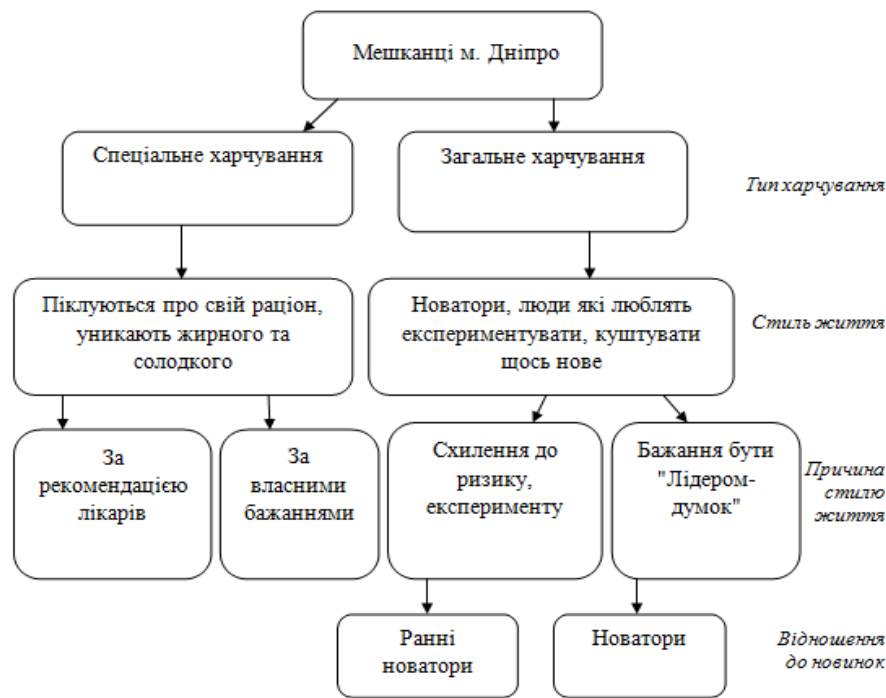 Мешканці м. Дніпро
Спеціальне харчування
Загальне харчування
Тип харчування
Піклуються про свій раціон,
уникають жирного та
солодкого
Новатори, люди які люблять
експериментувати, куштувати
щось нове
Стиль життя
За
рекомендацією
лікарів
За
власними
бажаннями
Схилення до
ризику,
експерименту
Бажання бути
"Лідером-
думок"
Причина
стилю
життя
Ранні
новатори
Новатори
Відношення
до новинок